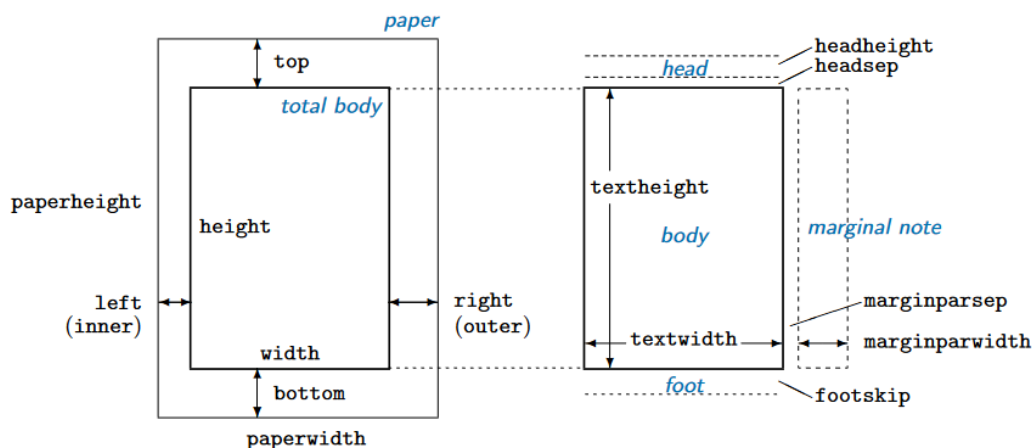 paper
top
total body
paperheight
height
left
(inner)
right
(outer)
width
bottom
paperwidth
headheight
head
headsep
textheight
body
marginal note
marginparsep
textwidth
marginparwidth
foot
footskip